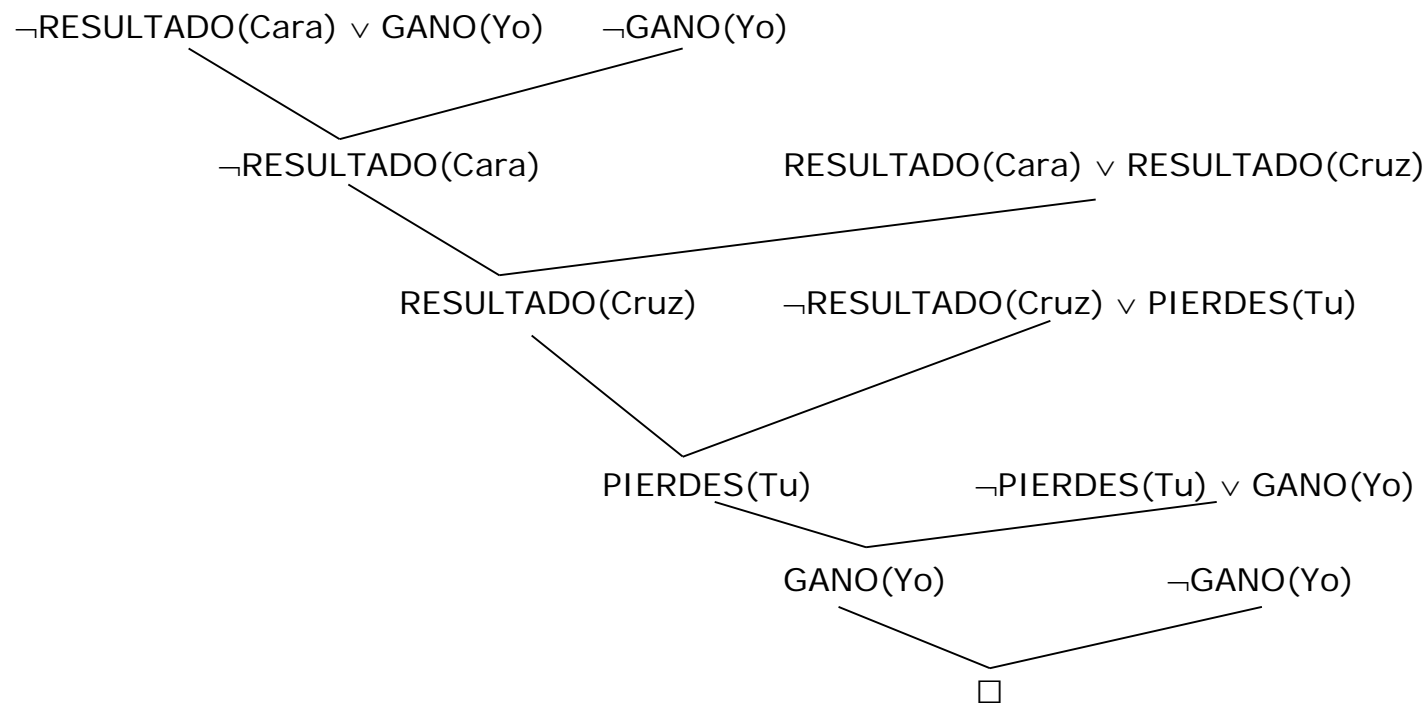 ¬RESULTADO(Cara) ∨ GANO(Yo) ¬GANO(Yo)
¬RESULTADO(Cara) RESULTADO(Cara) ∨ RESULTADO(Cruz)
RESULTADO(Cruz) ¬RESULTADO(Cruz) ∨ PIERDES(Tu)
PIERDES(Tu) ¬PIERDES(Tu) ∨ GANO(Yo)
GANO(Yo) ¬GANO(Yo)
□